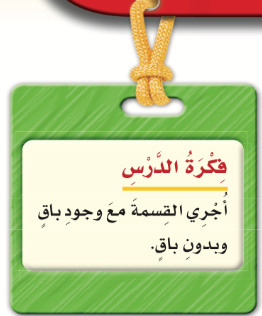 فِكْرَةُ الدَّرْسِ
أُجْرِي القِسمةَ معَ وجودِ باقٍ
وبدونِ باقٍ.